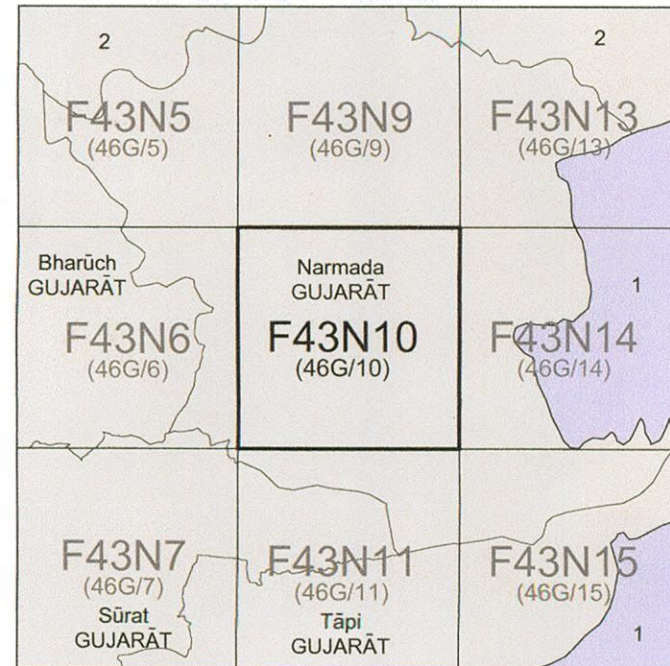 2
2
F43N5
(46G/5)
F43N9
(46G/9)
F43N13
(46G/13)
Bharūch
GUJARĀT
Narmada
GUJARĀT
1
F43N6
(46G/6)
F43N10
(46G/10)
F43N14
(46G/14)
F43N7
(46G/7)
F43N11
(46G/11)
F43N15
(46G/15)
Sūrat
GUJARĀT
Tāpi
GUJARĀT
1